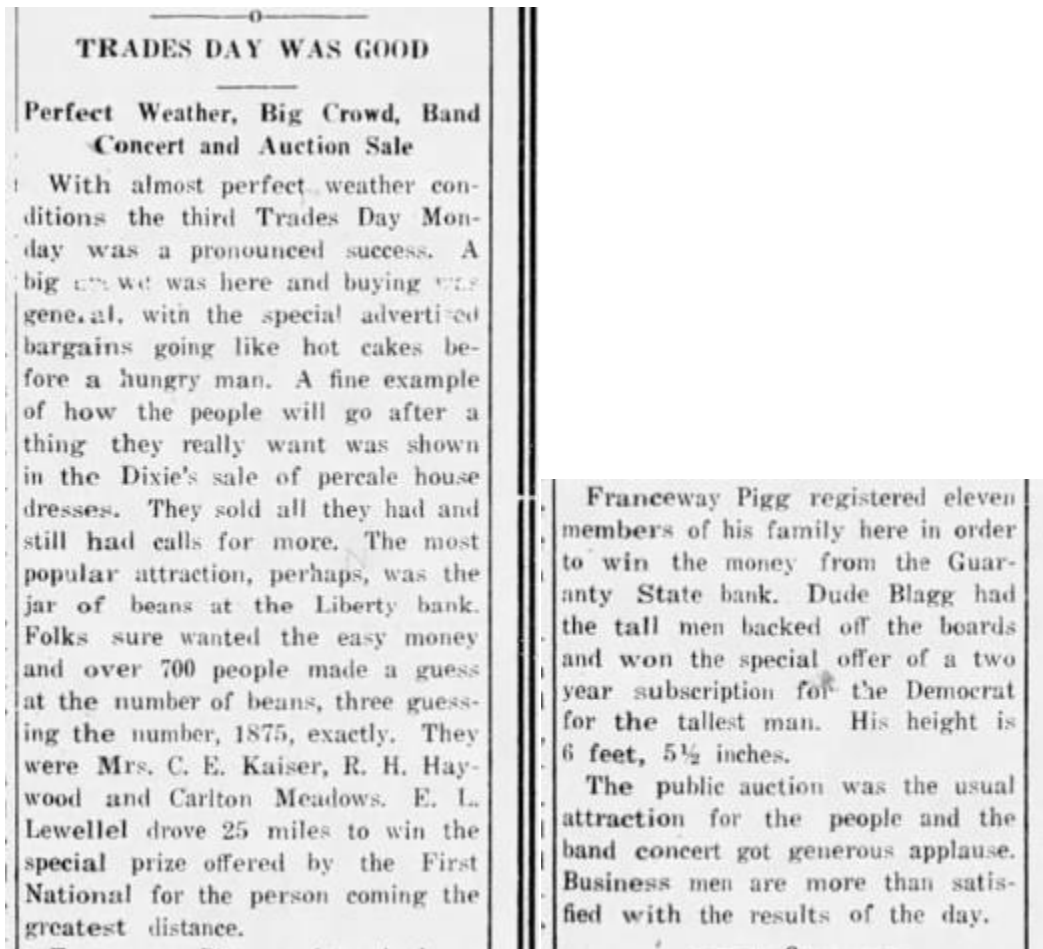 TRADES DAY WAS GOOD
Perfect Weather, Big Crowd, Band
Concert and Auction Sale
With almost perfect weather con-
ditions the third Trades Day Mon-
day was a pronounced success. A
big was here and buying
general, with the special advertised
bargains going like hot cakes be-
fore a hungry man. A fine example
of how the people will go after a
thing they really want was shown
in the Dixie's sale of percale house
dresses. They sold all they had and
still had calls for more. The most
popular attraction, perhaps, was the
jar of beans at the Liberty bank.
Folks sure wanted the easy money
and over 700 people made a guess
at the number of beans, three guess-
ing the number, 1875, exactly. They
were Mrs. C. E. Kaiser, R. H. Hay-
wood and Carlton Meadows. E. L.
Lewellel drove 25 miles to win the
special prize offered by the First
National for the person coming the
greatest distance.
Franceway Pigg registered eleven
members of his family here in order
to win the money from the Guar-
anty State bank. Dude Blagg had
the tall men backed off the boards
and won the special offer of a two
year subscription for the Democrat
for the tallest man. His height is
6 feet, 5½ inches.
The public auction was the usual
attraction for the people and the
band concert got generous applause.
Business men are more than satis-
fied with the results of the day.